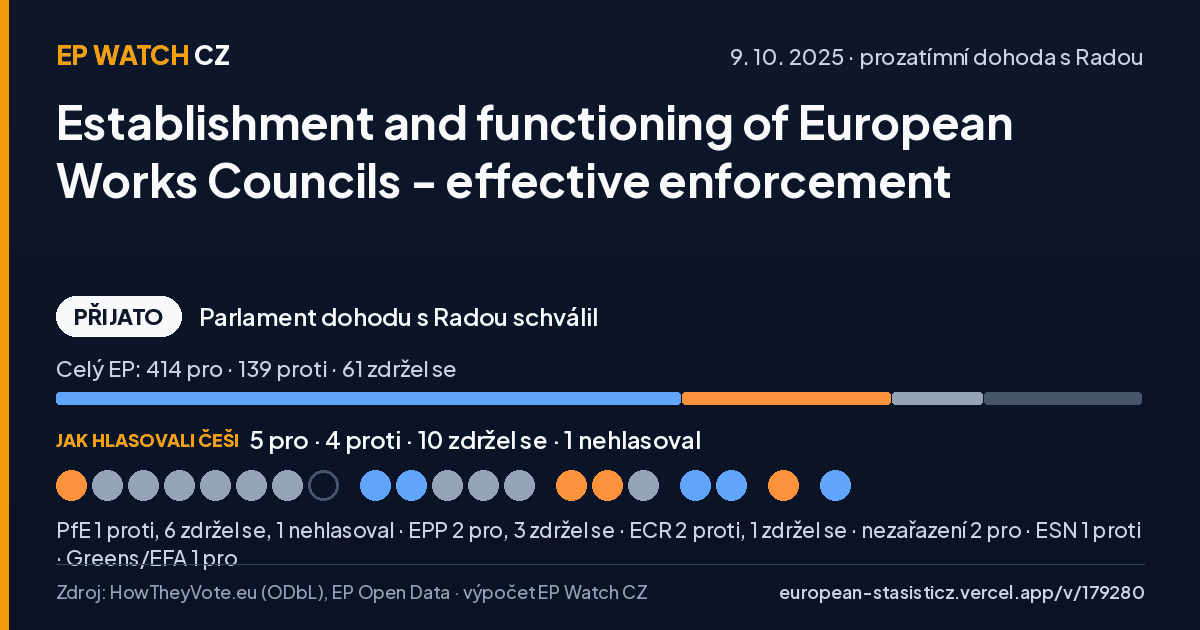 EP WATCH CZ
9. 10. 2025 · prozatímní dohoda s Radou
Establishment and functioning of European
Works Councils – effective enforcement
PŘIJATO Parlament dohodu s Radou schválil
Celý EP: 414 pro · 139 proti · 61 zdržel se
JAK HLASOVALI ČEŠI 5 pro · 4 proti · 10 zdržel se · 1 nehlasoval
PfE 1 proti, 6 zdržel se, 1 nehlasoval · EPP 2 pro, 3 zdržel se · ECR 2 proti, 1 zdržel se · nezařazení 2 pro · ESN 1 proti
· Greens/EFA 1 pro
Zdroj: HowTheyVote.eu (ODbL), EP Open Data · výpočet EP Watch CZ
european-stasisticz.vercel.app/v/179280